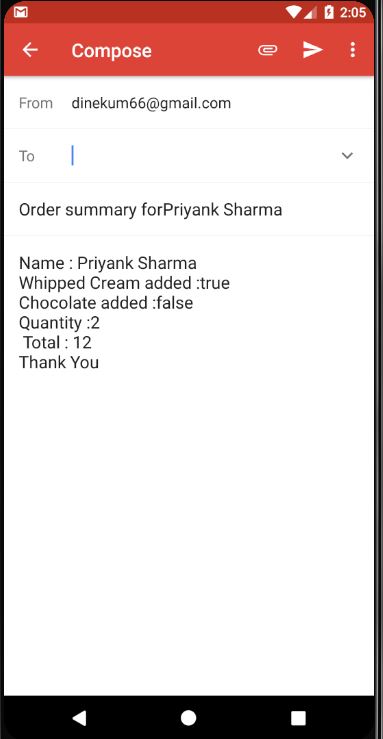 2:05
Compose
From dinekum66@gmail.com
To
Order summary forPriyank Sharma
Name : Priyank Sharma
Whipped Cream added :true
Chocolate added :false
Quantity :2
Total : 12
Thank You